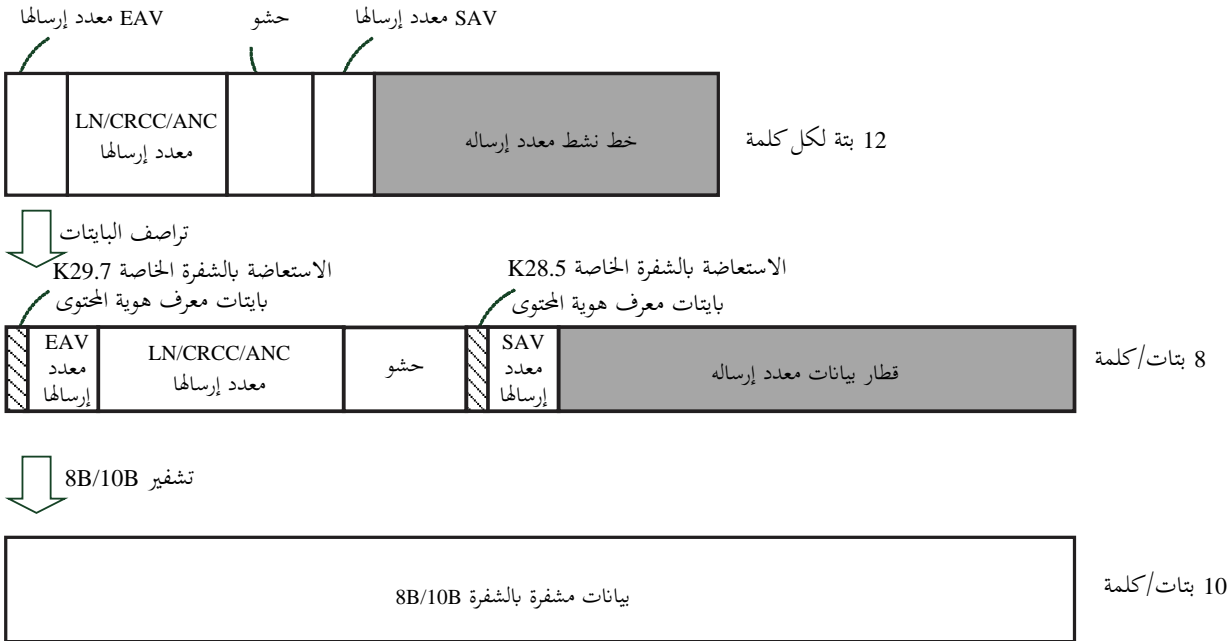 EAV معدد إرسالها
حشو
SAV معدد إرسالها
LN/CRCC/ANC
معدد إرسالها
خط نشط معدد إرساله
12 بتة لكل كلمة
تراصف البايتات
الاستعاضة بالشفرة الخاصة K29.7
بايتات معرف هوية المحتوى
الاستعاضة بالشفرة الخاصة K28.5
بايتات معرف هوية المحتوى
EAV
معدد
إرسالها
LN/CRCC/ANC
معدد إرسالها
حشو
SAV
معدد
إرسالها
قطار بيانات معدد إرساله
8 بتات/كلمة
تشفير 8B/10B
بيانات مشفرة بالشفرة 8B/10B
10 بتات/كلمة